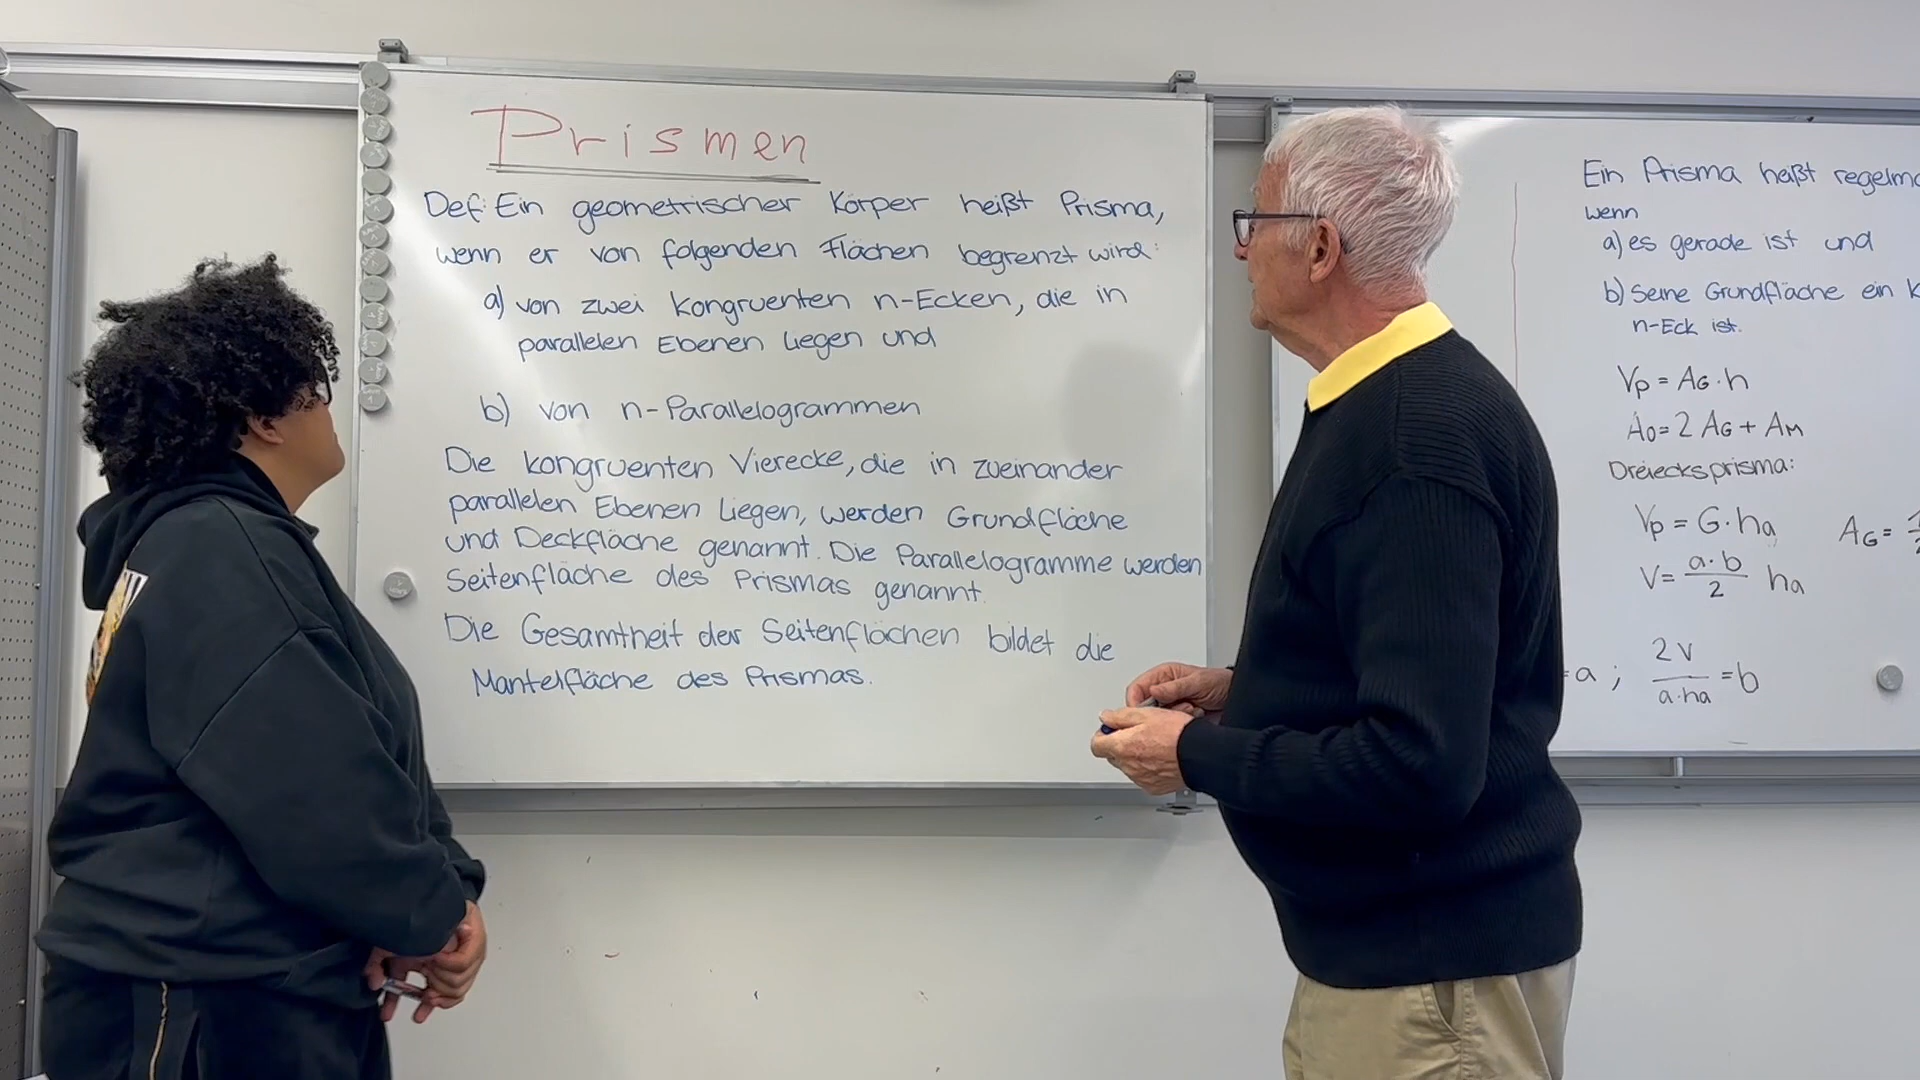 Prismen
Def: Ein geometrischer Körper heißt Prisma,
wenn er von folgenden Flächen begrenzt wird:
a) von zwei kongruenten n-Ecken, die in
parallelen Ebenen liegen und
b) von n-Parallelogrammen
Die kongruenten Vierecke, die in zueinander
parallelen Ebenen liegen, werden Grundfläche
und Deckfläche genannt. Die Parallelogramme werden
Seitenfläche des Prismas genannt.
Die Gesamtheit der Seitenflächen bildet die
Mantelfläche des Prismas.
Ein Prisma heißt
wenn
a) es gerade ist und
b) Seine Grundfläche ein
n-Eck ist.
Vp = AG · h
AO = 2 AG + AM
Dreiecksprisma:
Vp = G · ha
AG =
V = a · b / 2 ha
= a ; 2V / a · ha = b